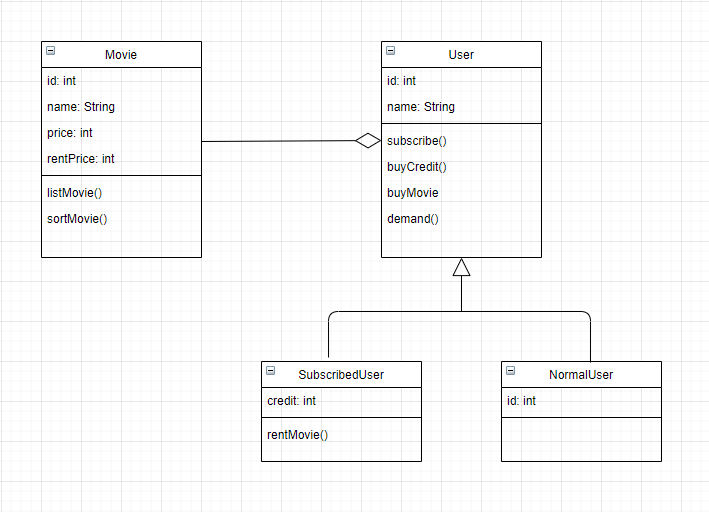 Movie
id: int
name: String
price: int
rentPrice: int
listMovie()
sortMovie()
User
id: int
name: String
subscribe()
buyCredit()
buyMovie
demand()
SubscribedUser
credit: int
rentMovie()
NormalUser
id: int